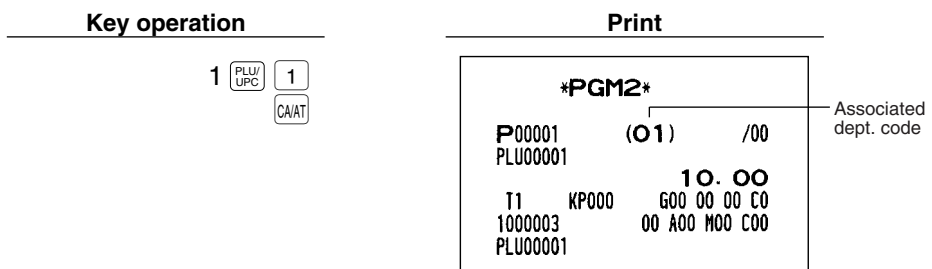 Key operation
Print
1 PLU/UPC 1
CA/AT
*PGM2*
P00001 (01) /00
PLU00001
10.00
T1 KP000 G00 00 00 C0
1000003 00 A00 M00 C00
PLU00001
Associated
dept. code